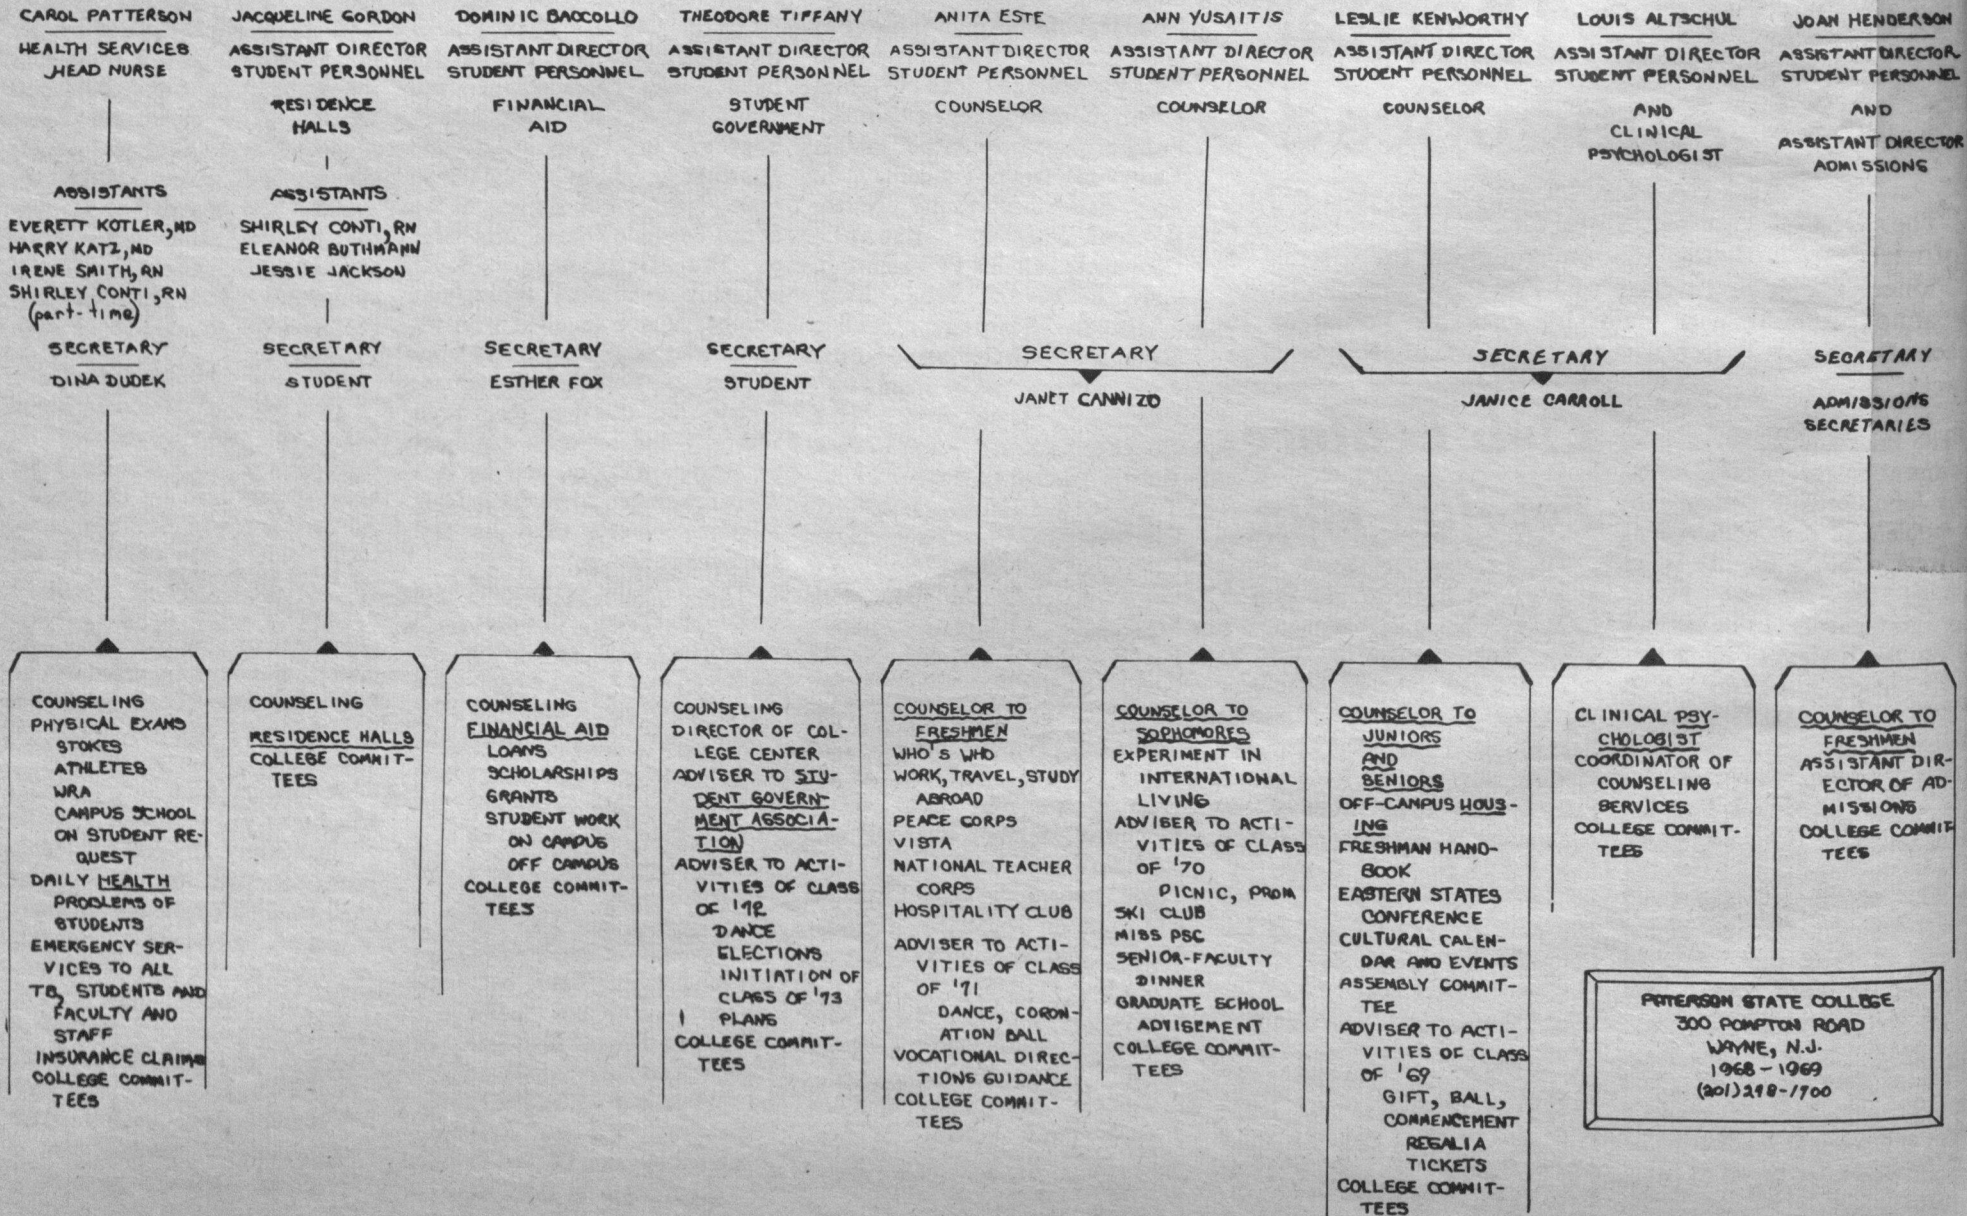 CAROL PATTERSON
HEALTH SERVICES
HEAD NURSE
ASSISTANTS
EVERETT KOTLER, MD
HARRY KATZ, MD
IRENE SMITH, RN
SHIRLEY CONTI, RN
(part-time)
SECRETARY
DINA DUDEK
COUNSELING
PHYSICAL EXAMS
STOKES
ATHLETES
WRA
CAMPUS SCHOOL
ON STUDENT RE-
QUEST
DAILY HEALTH
PROBLEMS OF
STUDENTS
EMERGENCY SER-
VICES TO ALL
TB, STUDENTS AND
FACULTY AND
STAFF
INSURANCE CLAIMS
COLLEGE COMMIT-
TEES
JACQUELINE GORDON
ASSISTANT DIRECTOR
STUDENT PERSONNEL
RESIDENCE
HALLS
ASSISTANTS
SHIRLEY CONTI, RN
ELEANOR BUTHMANN
JESSIE JACKSON
SECRETARY
STUDENT
COUNSELING
RESIDENCE HALLS
COLLEGE COMMIT-
TEES
DOMINIC BACCOLLO
ASSISTANT DIRECTOR
STUDENT PERSONNEL
FINANCIAL
AID
SECRETARY
ESTHER FOX
COUNSELING
FINANCIAL AID
LOANS
SCHOLARSHIPS
GRANTS
STUDENT WORK
ON CAMPUS
OFF CAMPUS
COLLEGE COMMIT-
TEES
THEODORE TIFFANY
ASSISTANT DIRECTOR
STUDENT PERSONNEL
STUDENT
GOVERNMENT
SECRETARY
STUDENT
COUNSELING
DIRECTOR OF COL-
LEGE CENTER
ADVISER TO STU-
DENT GOVERN-
MENT ASSOCIA-
TION
ADVISER TO ACTI-
VITIES OF CLASS
OF '72
DANCE
ELECTIONS
INITIATION OF
CLASS OF '73
PLANS
COLLEGE COMMIT-
TEES
ANITA ESTE
ASSISTANT DIRECTOR
STUDENT PERSONNEL
COUNSELOR
ANN YUSAITIS
ASSISTANT DIRECTOR
STUDENT PERSONNEL
COUNSELOR
SECRETARY
JANET CANNIZO
COUNSELOR TO
FRESHMEN
WHO'S WHO
WORK, TRAVEL, STUDY
ABROAD
PEACE CORPS
VISTA
NATIONAL TEACHER
CORPS
HOSPITALITY CLUB
ADVISER TO ACTI-
VITIES OF CLASS
OF '71
DANCE, CORON-
ATION BALL
VOCATIONAL DIREC-
TIONS GUIDANCE
COLLEGE COMMIT-
TEES
COUNSELOR TO
SOPHOMORES
EXPERIMENT IN
INTERNATIONAL
LIVING
ADVISER TO ACTI-
VITIES OF CLASS
OF '70
PICNIC, PROM
SKI CLUB
MISS PSC
SENIOR-FACULTY
DINNER
GRADUATE SCHOOL
ADVISEMENT
COLLEGE COMMIT-
TEES
LESLIE KENWORTHY
ASSISTANT DIRECTOR
STUDENT PERSONNEL
COUNSELOR
LOUIS ALTSCHUL
ASSISTANT DIRECTOR
STUDENT PERSONNEL
AND
CLINICAL
PSYCHOLOGIST
SECRETARY
JANICE CARROLL
COUNSELOR TO
JUNIORS
AND
SENIORS
OFF-CAMPUS HOUS-
ING
FRESHMAN HAND-
BOOK
EASTERN STATES
CONFERENCE
CULTURAL CALEN-
DAR AND EVENTS
ASSEMBLY COMMIT-
TEE
ADVISER TO ACTI-
VITIES OF CLASS
OF '69
GIFT, BALL,
COMMENCEMENT
REGALIA
TICKETS
COLLEGE COMMIT-
TEES
CLINICAL PSY-
CHOLOGIST
COORDINATOR OF
COUNSELING
SERVICES
COLLEGE COMMIT-
TEES
JOAN HENDERSON
ASSISTANT DIRECTOR
STUDENT PERSONNEL
AND
ASSISTANT DIRECTOR
ADMISSIONS
SECRETARY
ADMISSIONS
SECRETARIES
COUNSELOR TO
FRESHMEN
ASSISTANT DIR-
ECTOR OF AD-
MISSIONS
COLLEGE COMMIT
TEES
PATERSON STATE COLLEGE
300 POMPTON ROAD
WAYNE, N.J.
1968-1969
(201) 278-1700